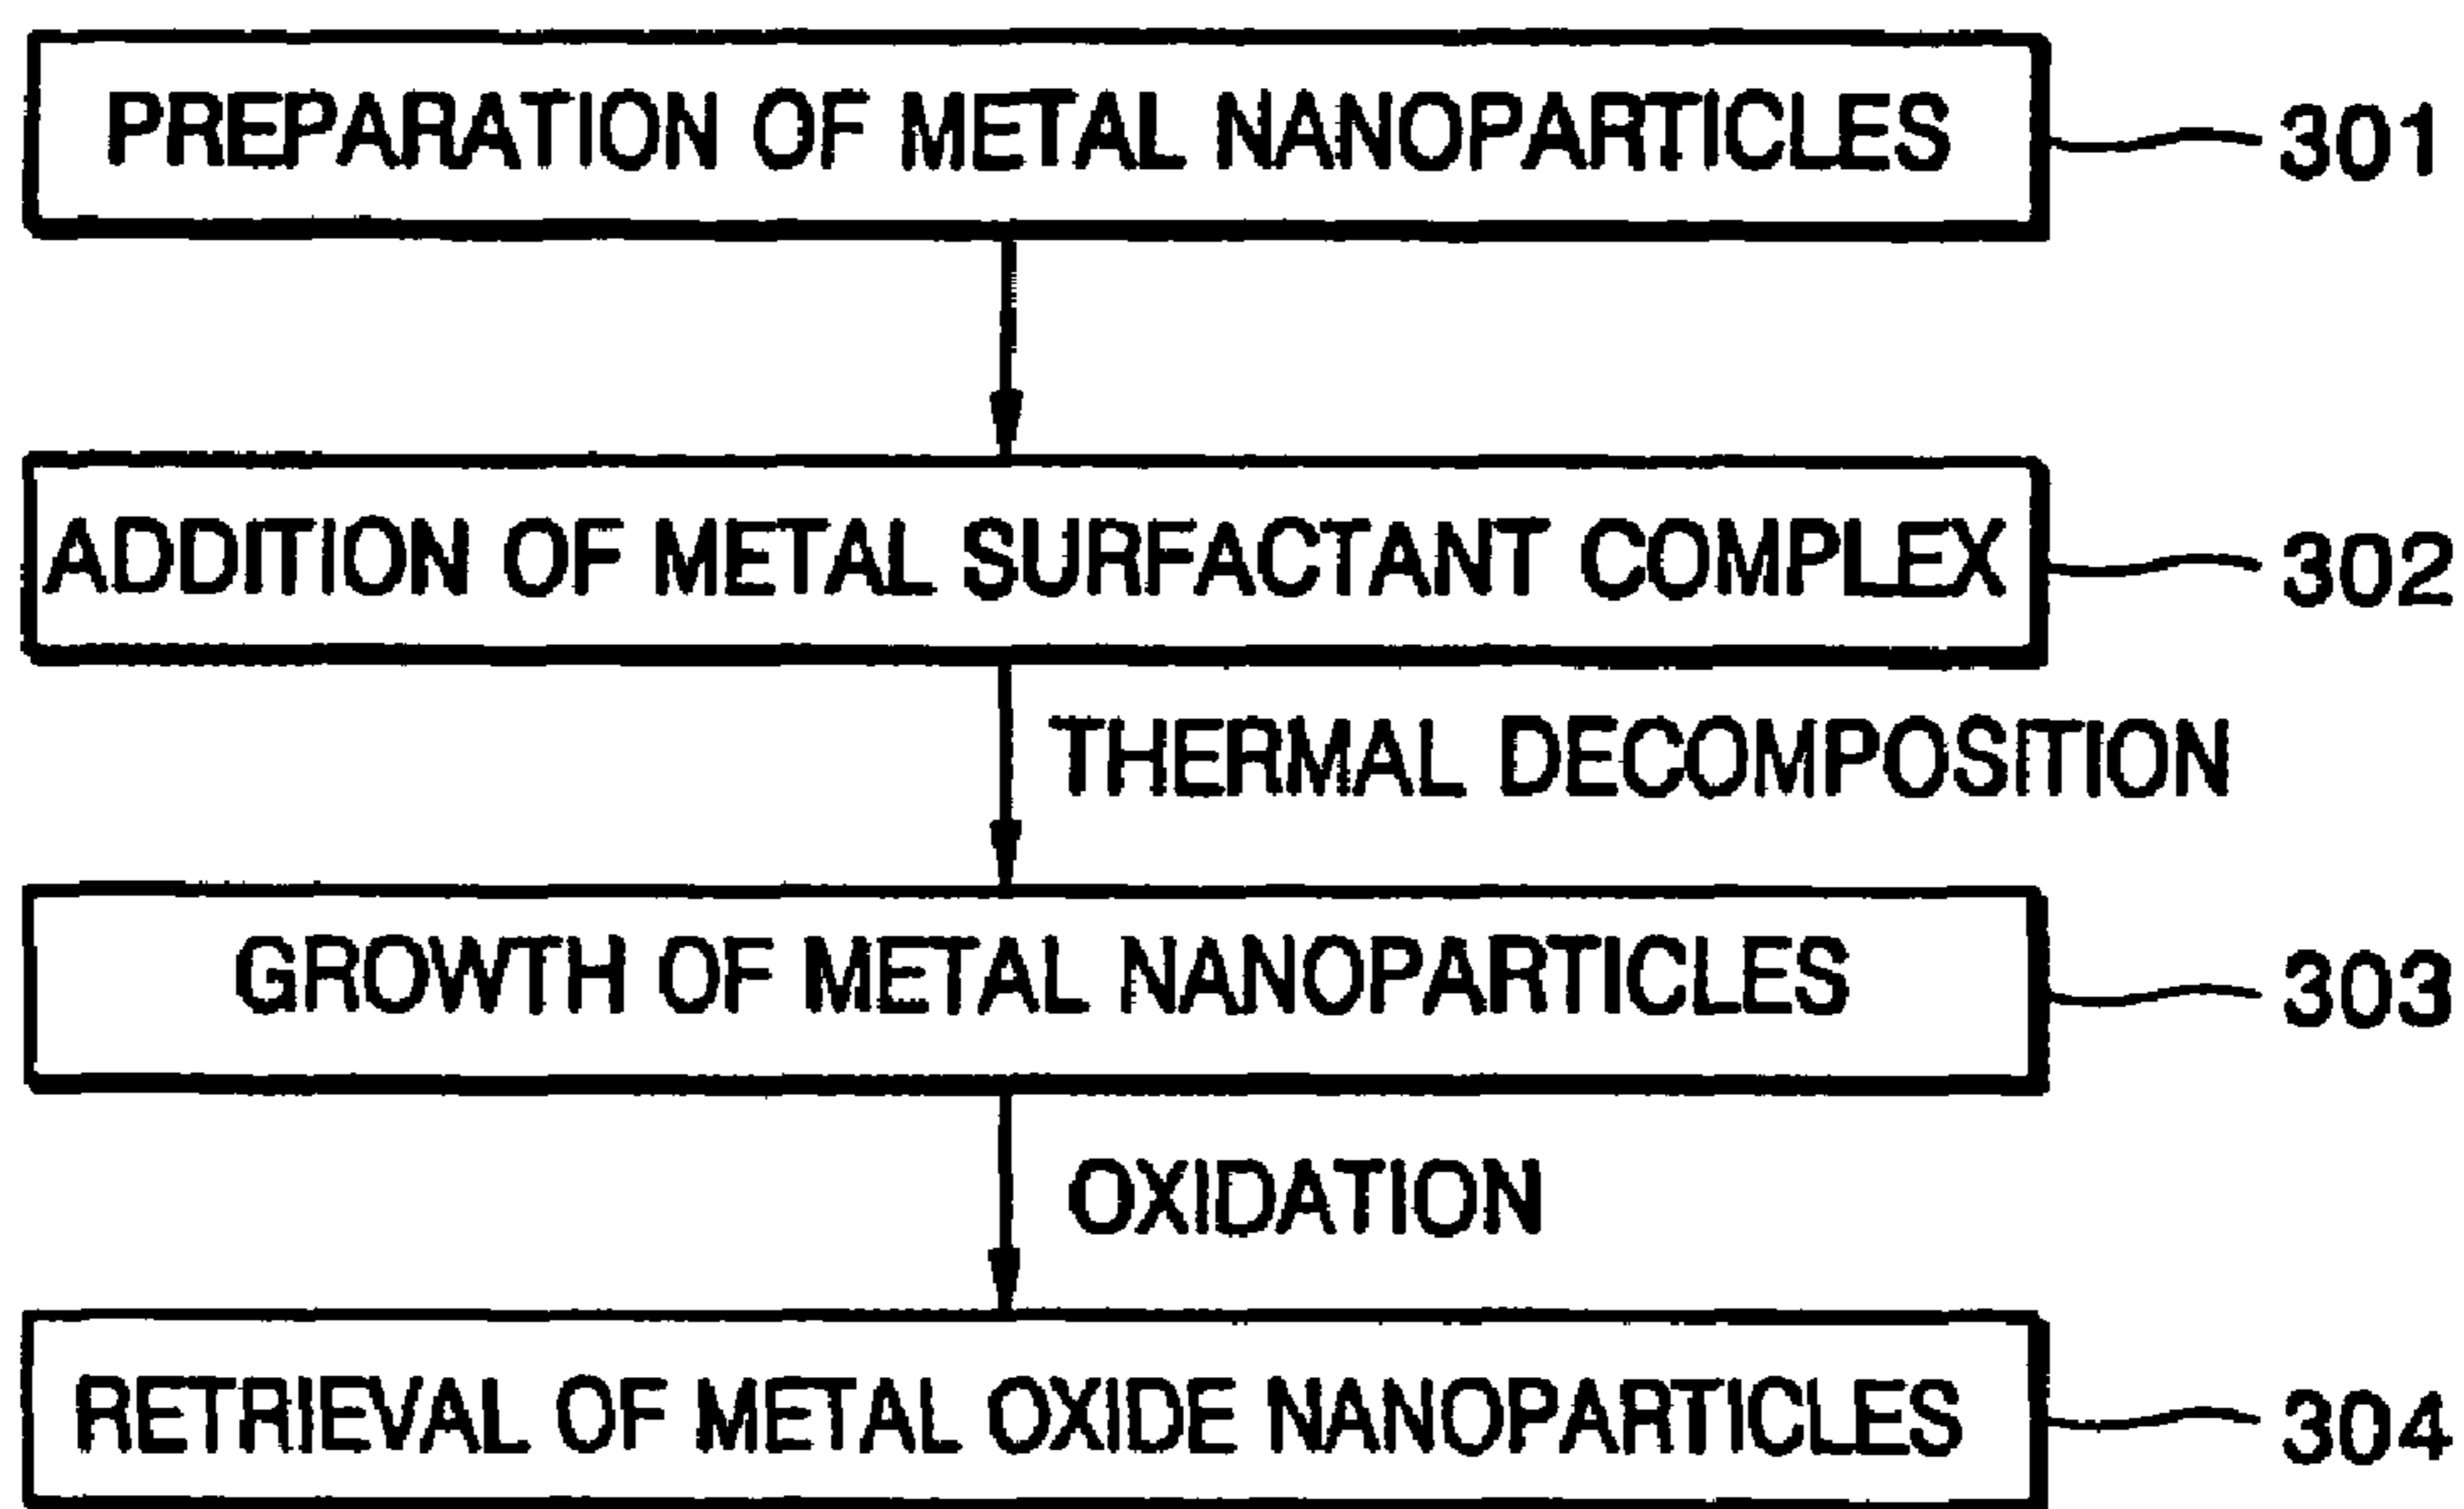 PREPARATION OF METAL NANOPARTICLES 301
ADDITION OF METAL SURFACTANT COMPLEX 302
THERMAL DECOMPOSITION
GROWTH OF METAL NANOPARTICLES 303
OXIDATION
RETRIEVAL OF METAL OXIDE NANOPARTICLES 304